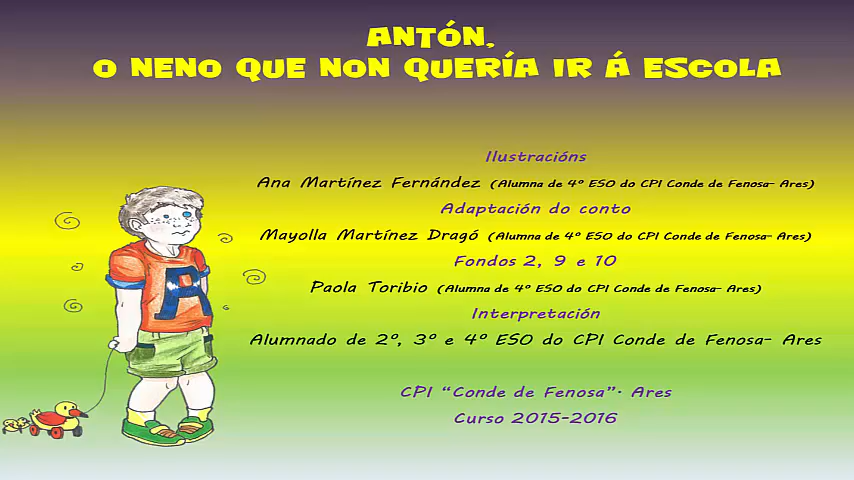 ANTÓN,
O NENO QUE NON QUERÍA IR Á ESCOLA
Ilustracións
Ana Martínez Fernández (Alumna de 4º ESO do CPI Conde de Fenosa- Ares)
Adaptación do conto
Mayolla Martínez Dragó (Alumna de 4º ESO do CPI Conde de Fenosa- Ares)
Fondos 2, 9 e 10
Paola Toribio (Alumna de 4º ESO do CPI Conde de Fenosa- Ares)
Interpretación
Alumnado de 2º, 3º e 4º ESO do CPI Conde de Fenosa- Ares
A
CPI "Conde de Fenosa"· Ares
Curso 2015-2016